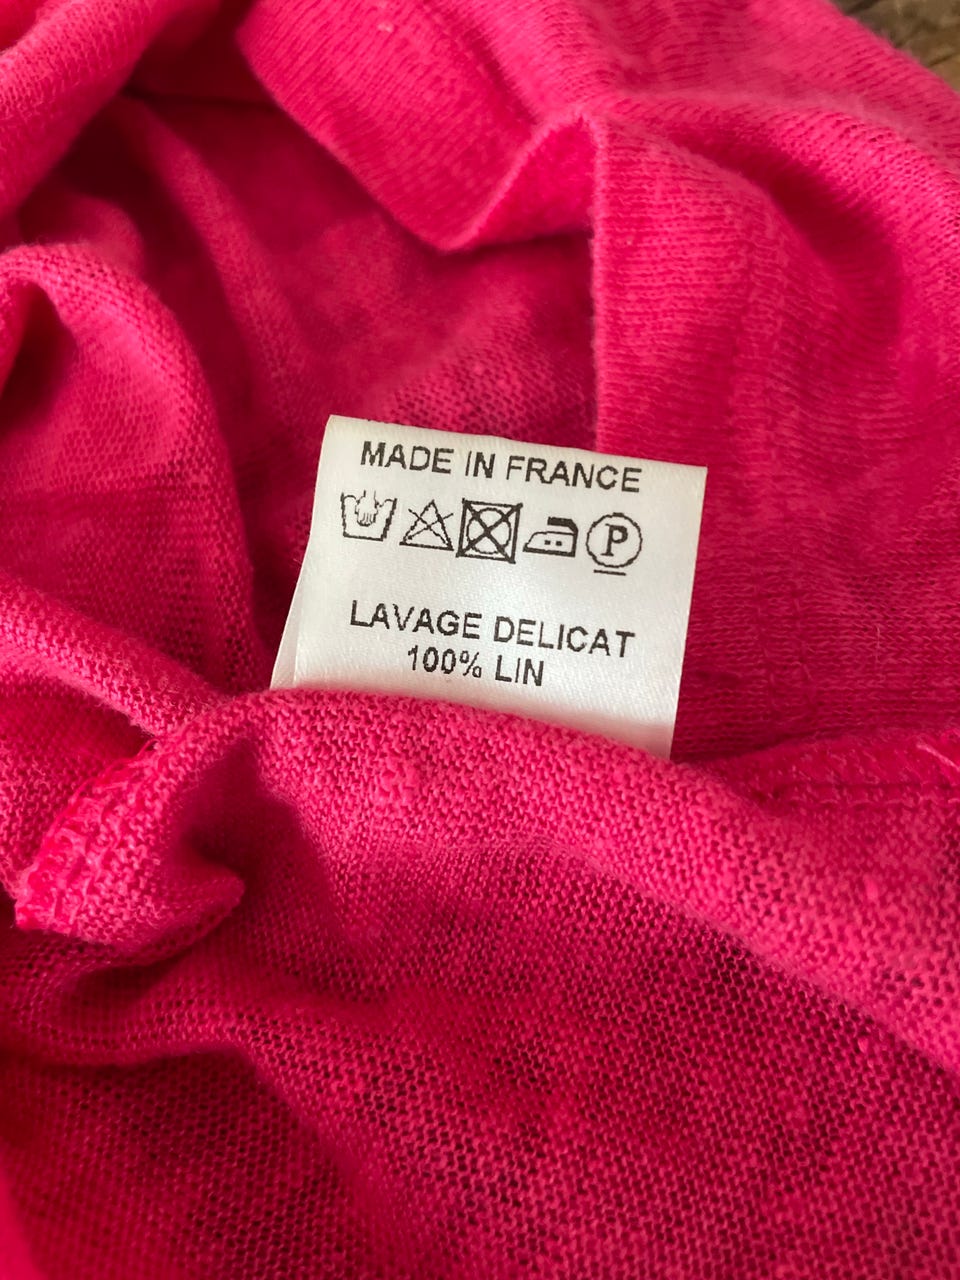 MADE IN FRANCE
P
LAVAGE DELICAT
100% LIN